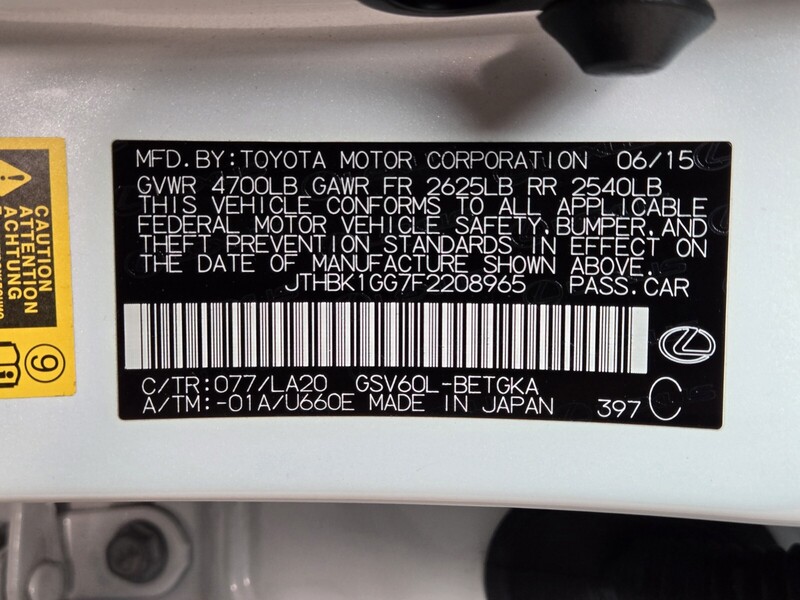 MFD.BY:TOYOTA MOTOR CORPORATION 06/15
GVWR 4700LB GAWR FR 2625LB RR 2540LB
THIS VEHICLE CONFORMS TO ALL APPLICABLE
FEDERAL MOTOR VEHICLE SAFETY,BUMPER,AND
THEFT PREVENTION STANDARDS IN EFFECT ON
THE DATE OF MANUFACTURE SHOWN ABOVE.
JTHBK1GG7F2208965 PASS.CAR
C/TR:077/LA20 GSV60L-BETGKA
A/TM:-01A/U660E MADE IN JAPAN 397 C
CAUTION
ATTENTION
ACHTUNG
9